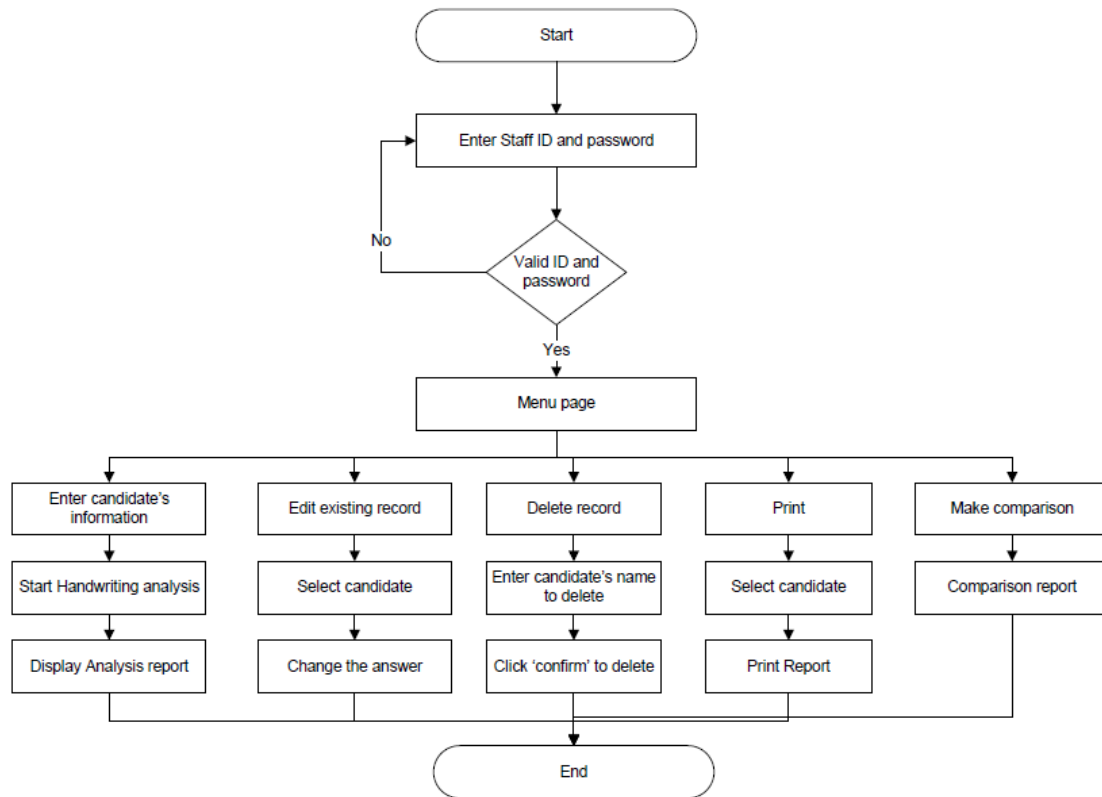 Start
Enter Staff ID and password
No
Valid ID and
password
Yes
Menu page
Enter candidate's
information
Edit existing record
Delete record
Print
Make comparison
Start Handwriting analysis
Select candidate
Enter candidate's name
to delete
Select candidate
Comparison report
Display Analysis report
Change the answer
Click ‘confirm’ to delete
Print Report
End